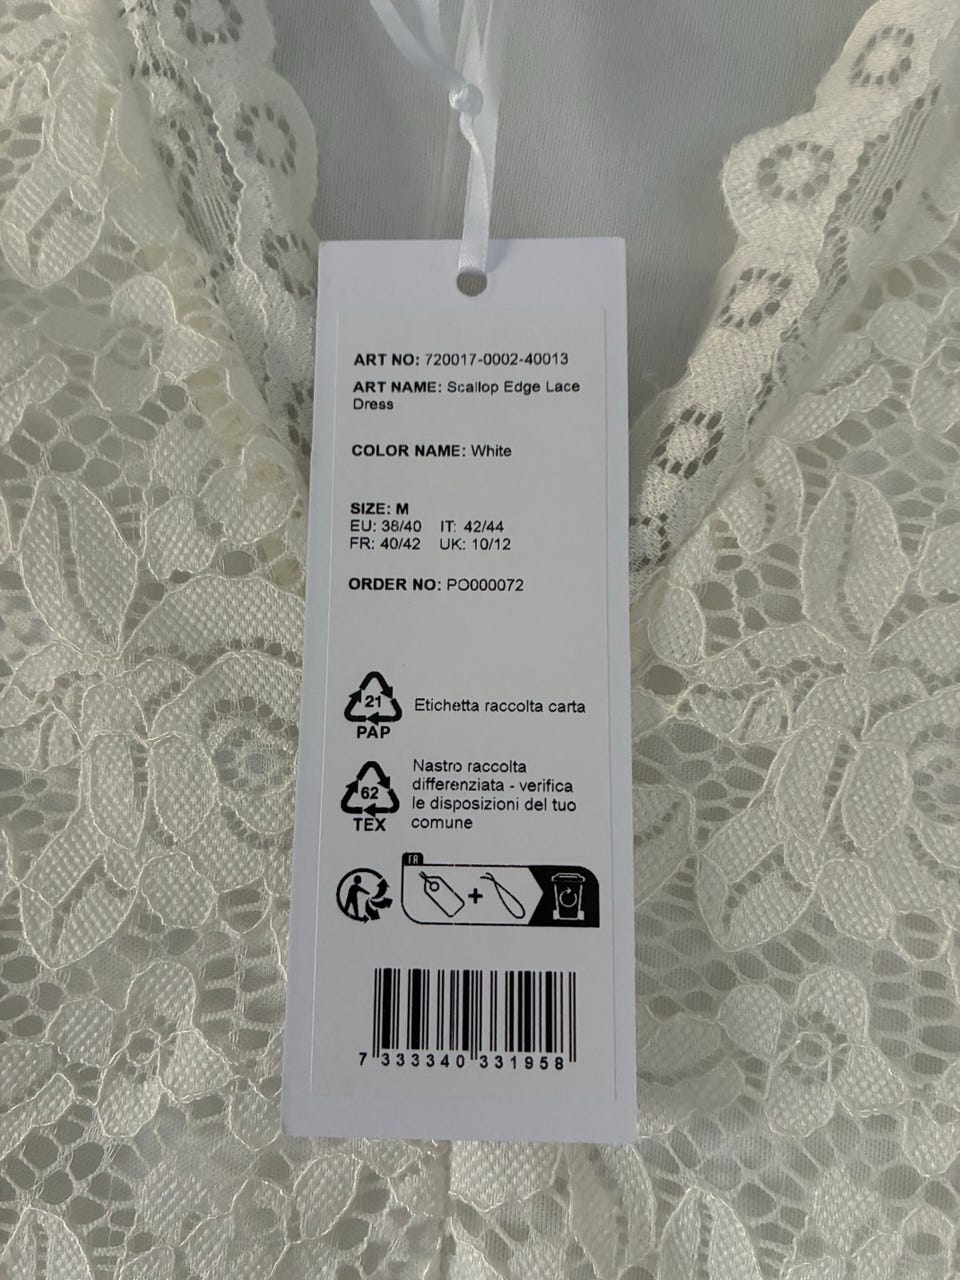 ART NO: 720017-0002-40013
ART NAME: Scallop Edge Lace
Dress
COLOR NAME: White
SIZE: M
EU: 38/40 IT: 42/44
FR: 40/42 UK: 10/12
ORDER NO: PO000072
21
PAP
Etichetta raccolta carta
62
TEX
Nastro raccolta
differenziata - verifica
le disposizioni del tuo
comune
FR
+
7 333340 331958